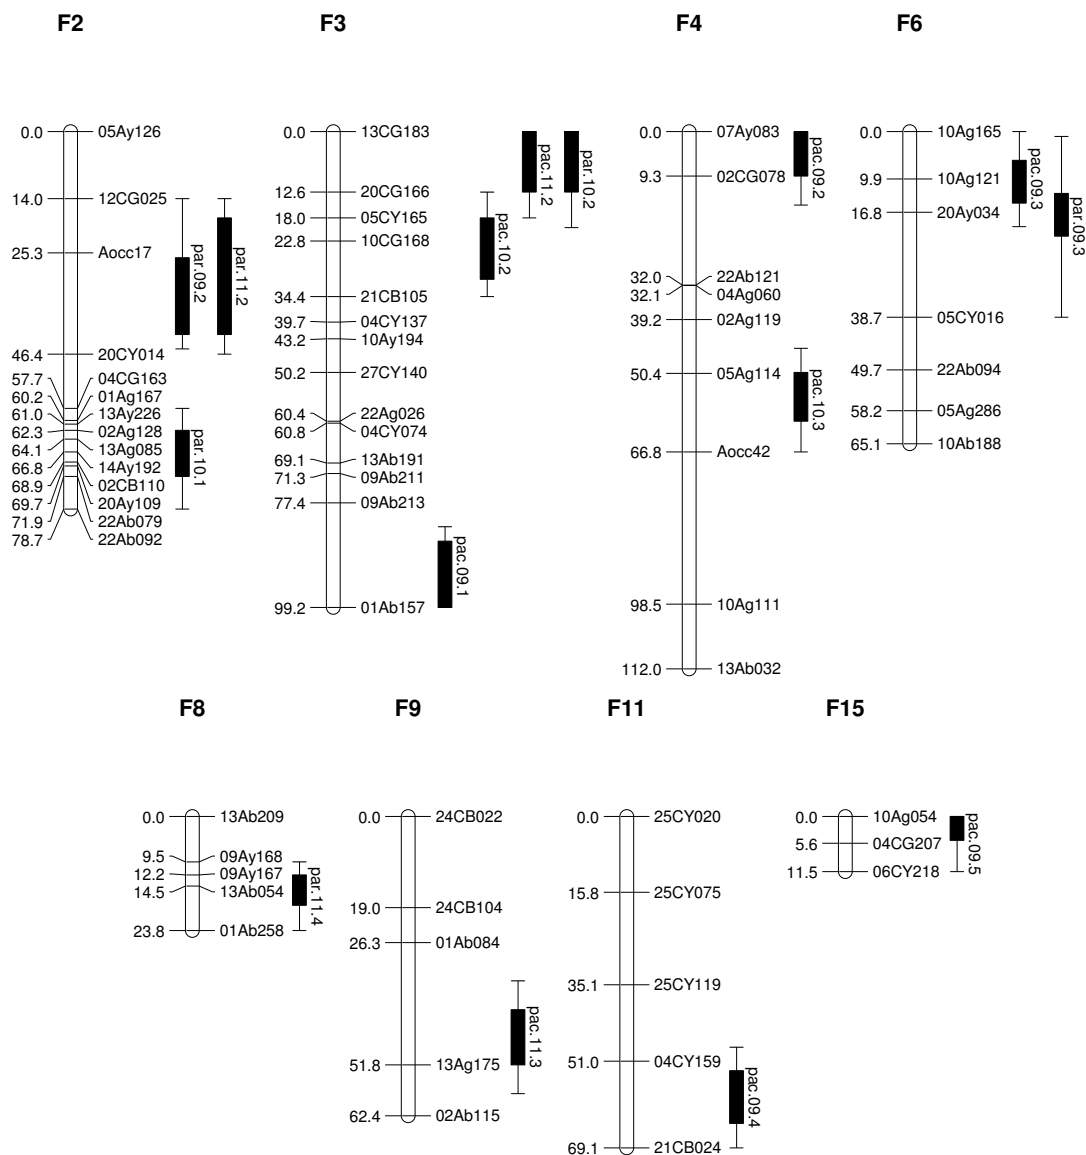 F2
F3
F4
F6
0.0 05Ay126
14.0 12CG025
25.3 Aocc17
46.4 20CY014
57.7 04CG163
60.2 01Ag167
61.0 13Ay226
62.3 02Ag128
64.1 13Ag085
66.8 14Ay192
68.9 02CB110
69.7 20Ay109
71.9 22Ab079
78.7 22Ab092
par.09.2
par.11.2
par.10.1
0.0 13CG183
12.6 20CG166
18.0 05CY165
22.8 10CG168
34.4 21CB105
39.7 04CY137
43.2 10Ay194
50.2 27CY140
60.4 22Ag026
60.8 04CY074
69.1 13Ab191
71.3 09Ab211
77.4 09Ab213
99.2 01Ab157
pac.09.1
pac.10.2
pac.11.2
par.10.2
0.0 07Ay083
9.3 02CG078
32.0 22Ab121
32.1 04Ag060
39.2 02Ag119
50.4 05Ag114
66.8 Aocc42
98.5 10Ag111
112.0 13Ab032
pac.09.2
pac.10.3
0.0 10Ag165
9.9 10Ag121
16.8 20Ay034
38.7 05CY016
49.7 22Ab094
58.2 05Ag286
65.1 10Ab188
pac.09.3
par.09.3
F8
F9
F11
F15
0.0 13Ab209
9.5 09Ay168
12.2 09Ay167
14.5 13Ab054
23.8 01Ab258
par.11.4
0.0 24CB022
19.0 24CB104
26.3 01Ab084
51.8 13Ag175
62.4 02Ab115
pac.11.3
0.0 25CY020
15.8 25CY075
35.1 25CY119
51.0 04CY159
69.1 21CB024
pac.09.4
0.0 10Ag054
5.6 04CG207
11.5 06CY218
pac.09.5